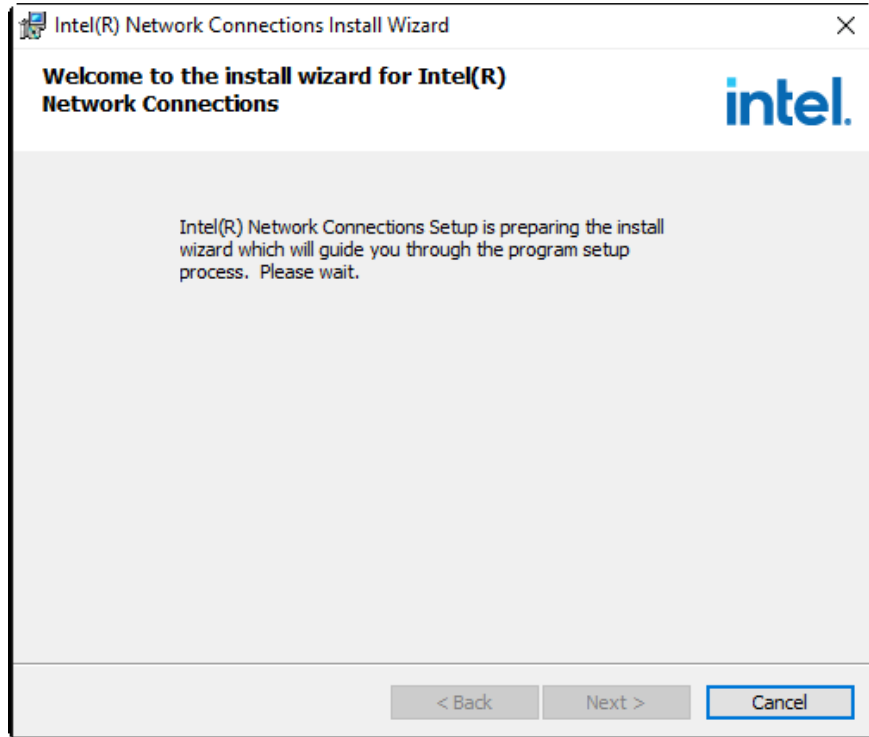 Intel(R) Network Connections Install Wizard
Welcome to the install wizard for Intel(R)
Network Connections
intel.
Intel(R) Network Connections Setup is preparing the install
wizard which will guide you through the program setup
process.  Please wait.
< Back
Next >
Cancel